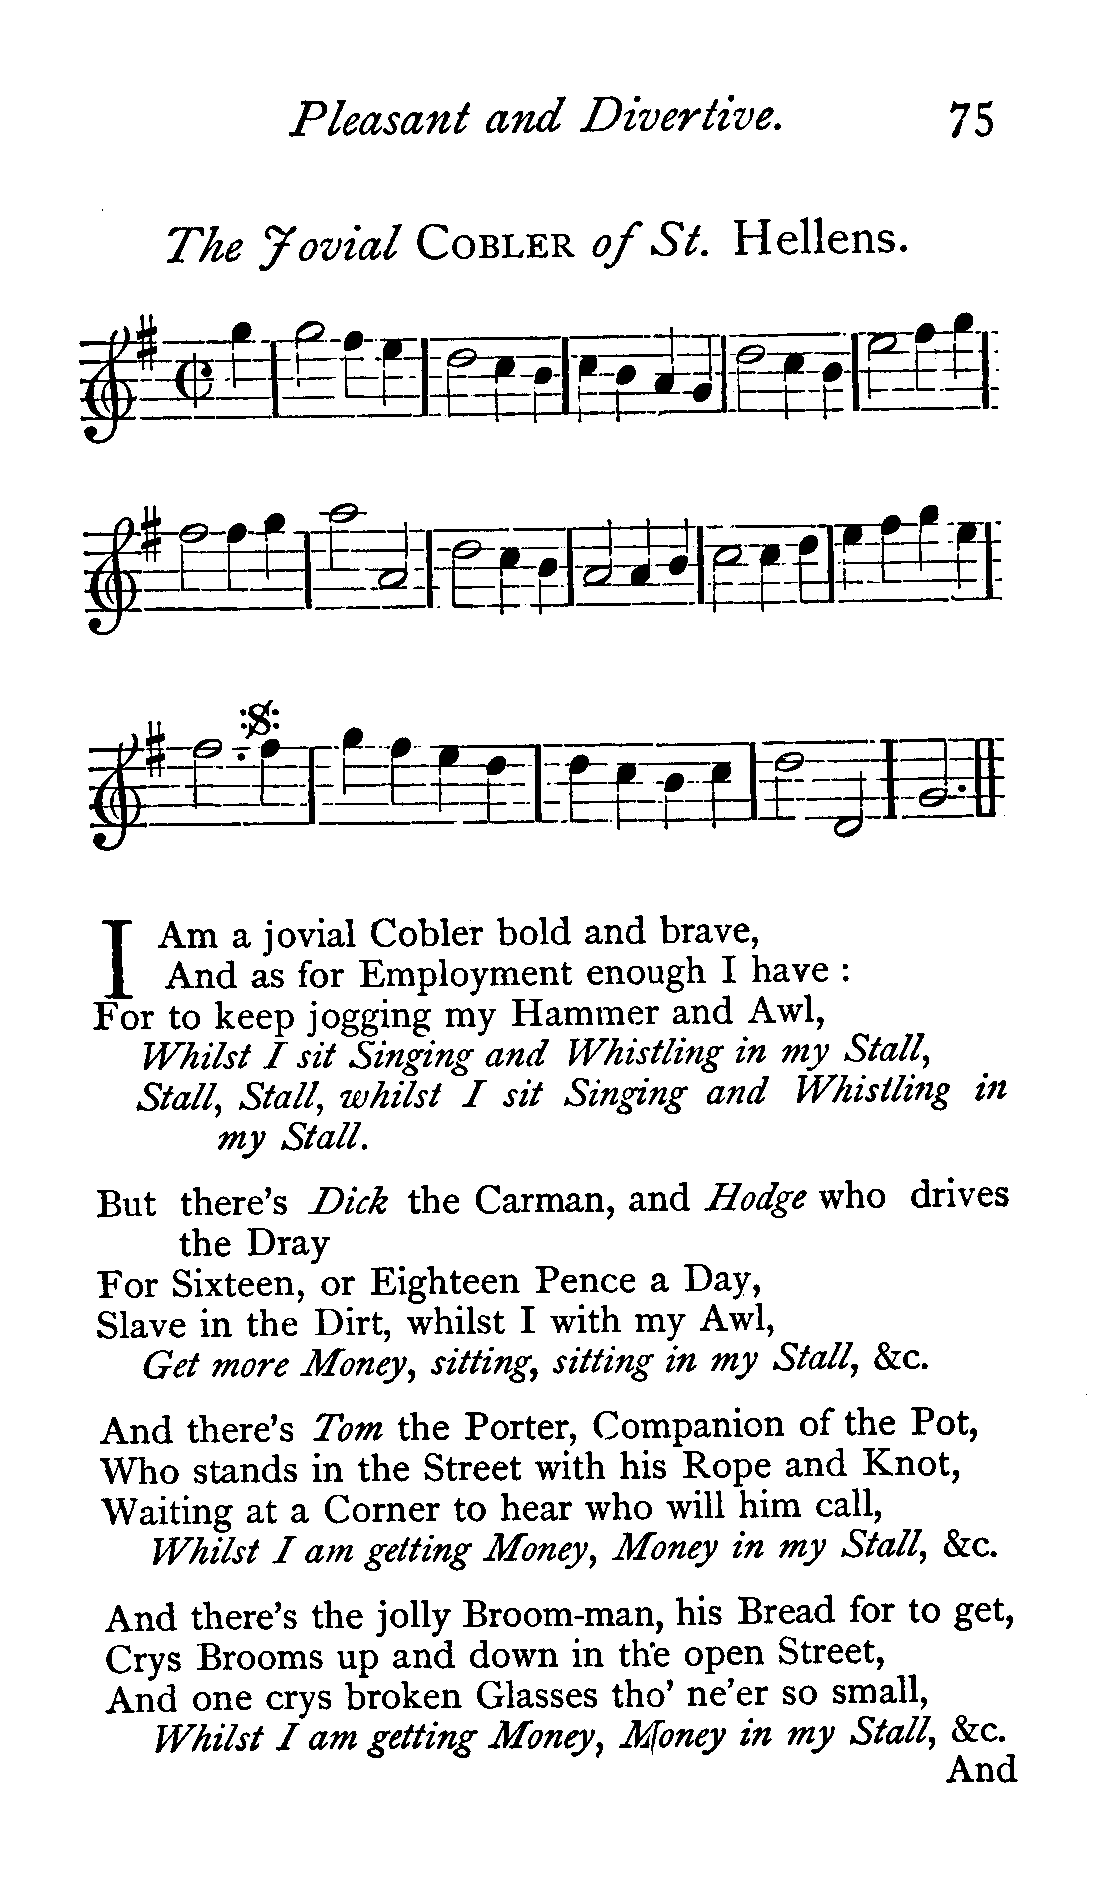 Pleasant and Divertive. 75
The Jovial COBLER of St. Hellens.
I Am a jovial Cobler bold and brave,
And as for Employment enough I have :
For to keep jogging my Hammer and Awl,
Whilst I sit Singing and Whistling in my Stall,
Stall, Stall, whilst I sit Singing and Whistling in
my Stall.
But there's Dick the Carman, and Hodge who drives
the Dray
For Sixteen, or Eighteen Pence a Day,
Slave in the Dirt, whilst I with my Awl,
Get more Money, sitting, sitting in my Stall, &c.
And there's Tom the Porter, Companion of the Pot,
Who stands in the Street with his Rope and Knot,
Waiting at a Corner to hear who will him call,
Whilst I am getting Money, Money in my Stall, &c.
And there's the jolly Broom-man, his Bread for to get,
Crys Brooms up and down in the open Street,
And one crys broken Glasses tho' ne'er so small,
Whilst I am getting Money, Money in my Stall, &c.
And